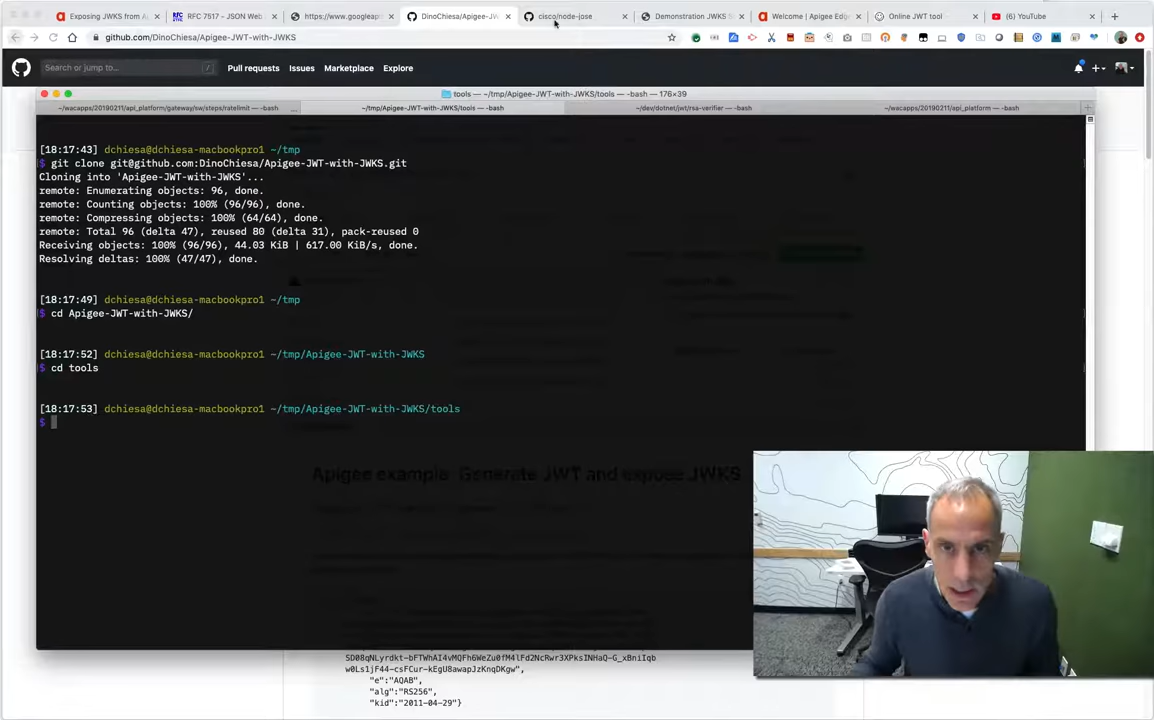 Exposing JWKS from A
RFC 7517 - JSON Web
https://www.googleapi
DinoChiesa/Apigee-JW
cisco/node-jose
Demonstration JWKS S
Welcome | Apigee Edge
Online JWT tool
(6) YouTube
github.com/DinoChiesa/Apigee-JWT-with-JWKS
Search or jump to...
Pull requests
Issues
Marketplace
Explore
tools — ~/tmp/Apigee-JWT-with-JWKS/tools — -bash — 176×39
~/wacapps/20190211/api_platform/gateway/sw/steps/ratelimit — -bash
~/tmp/Apigee-JWT-with-JWKS/tools — -bash
~/dev/dotnet/jwt/rsa-verifier — -bash
~/wacapps/20190211/api_platform — -bash
[18:17:43] dchiesa@dchiesa-macbookpro1 ~/tmp
$ git clone git@github.com:DinoChiesa/Apigee-JWT-with-JWKS.git
Cloning into 'Apigee-JWT-with-JWKS'...
remote: Enumerating objects: 96, done.
remote: Counting objects: 100% (96/96), done.
remote: Compressing objects: 100% (64/64), done.
remote: Total 96 (delta 47), reused 80 (delta 31), pack-reused 0
Receiving objects: 100% (96/96), 44.03 KiB | 617.00 KiB/s, done.
Resolving deltas: 100% (47/47), done.
[18:17:49] dchiesa@dchiesa-macbookpro1 ~/tmp
$ cd Apigee-JWT-with-JWKS/
[18:17:52] dchiesa@dchiesa-macbookpro1 ~/tmp/Apigee-JWT-with-JWKS
$ cd tools
[18:17:53] dchiesa@dchiesa-macbookpro1 ~/tmp/Apigee-JWT-with-JWKS/tools
$
Apigee example: Generate JWT and expose JWKS
SD08qNLyrdkt-bFTWhAI4vMQFh6WeZu0fM4lFd2NcRwr3XPksINHaQ-G_xBniIqb
w0Ls1jF44-csFCur-kEgU8awapJzKnqDKgw",
"e":"AQAB",
"alg":"RS256",
"kid":"2011-04-29"}